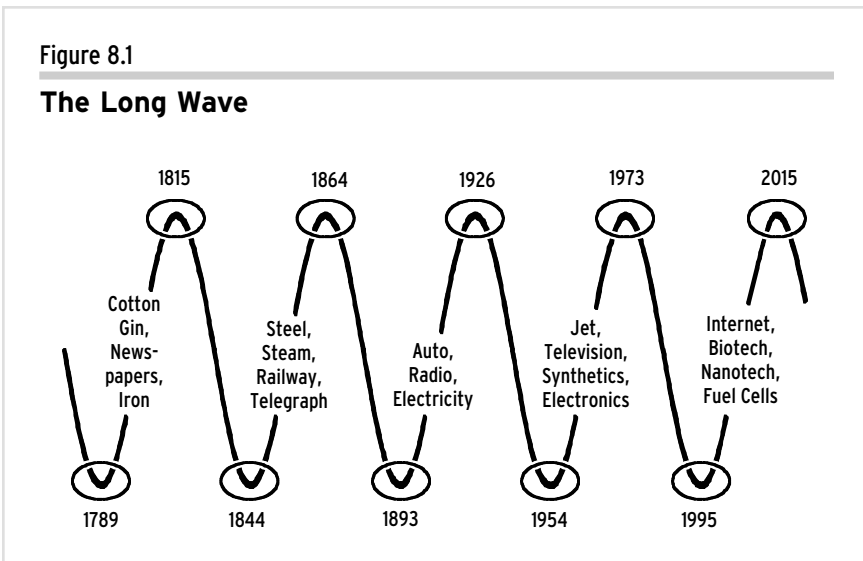 Figure 8.1
The Long Wave
1815
1864
1926
1973
2015
Cotton
Gin,
News-
papers,
Iron
Steel,
Steam,
Railway,
Telegraph
Auto,
Radio,
Electricity
Jet,
Television,
Synthetics,
Electronics
Internet,
Biotech,
Nanotech,
Fuel Cells
1789
1844
1893
1954
1995